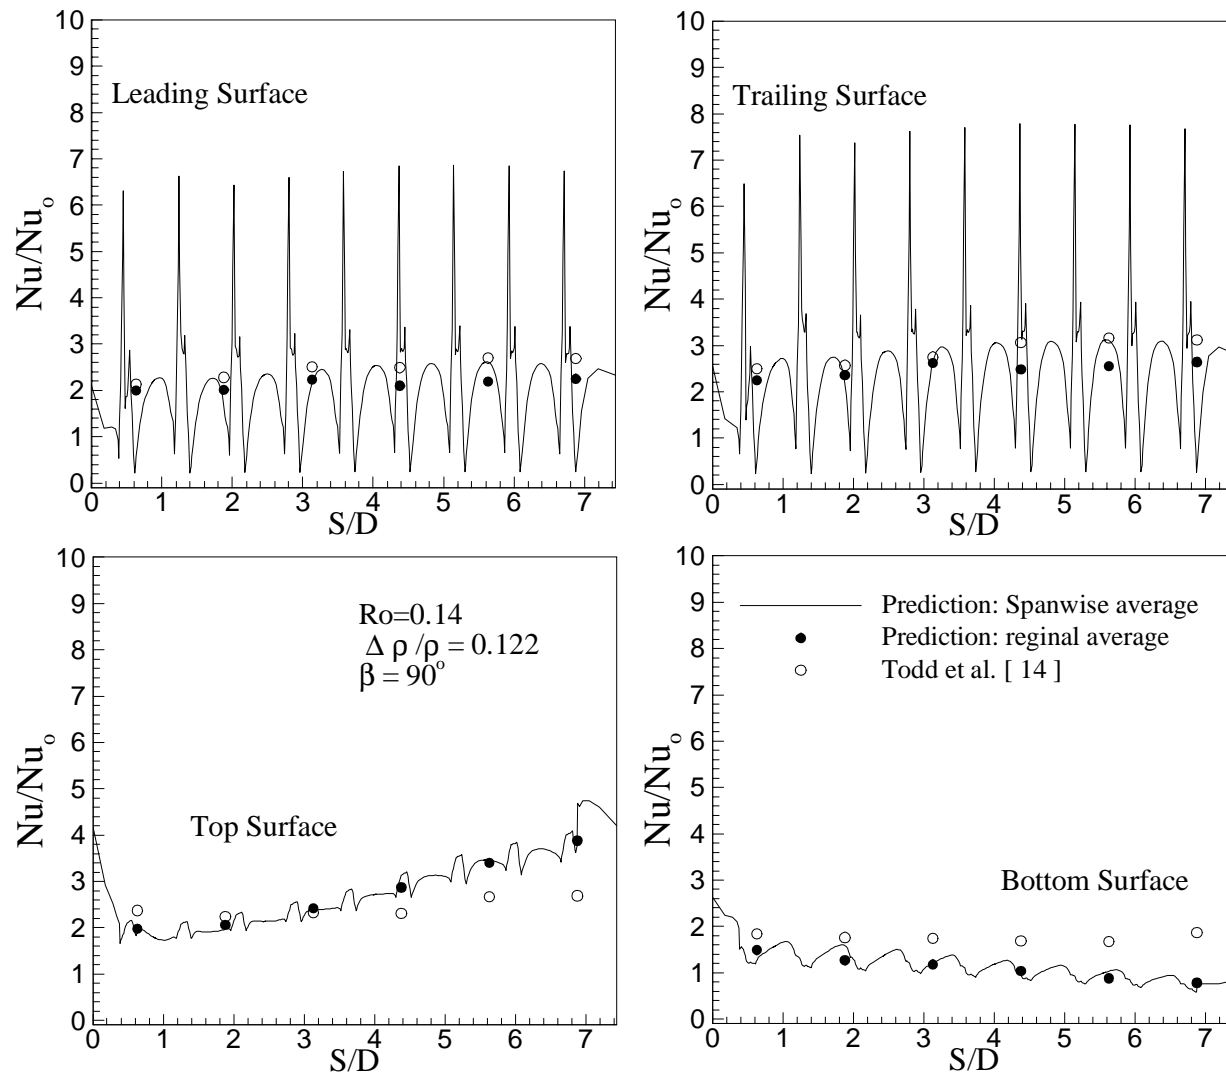 10
9
8
7
6
5
4
3
2
1
0
Nu/Nuo
Leading Surface
0 1 2 3 4 5 6 7
S/D
10
9
8
7
6
5
4
3
2
1
0
Nu/Nuo
Trailing Surface
0 1 2 3 4 5 6 7
S/D
10
9
8
7
6
5
4
3
2
1
0
Nu/Nuo
Ro=0.14
Δ ρ /ρ = 0.122
β = 90°
Top Surface
0 1 2 3 4 5 6 7
S/D
10
9
8
7
6
5
4
3
2
1
0
Nu/Nuo
Prediction: Spanwise average
Prediction: reginal average
Todd et al. [ 14 ]
Bottom Surface
0 1 2 3 4 5 6 7
S/D